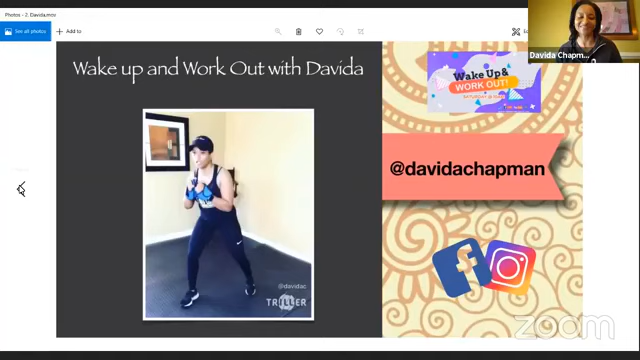 Photos - 2. Davida.mov
See all photos
+ Add to
Davida Chapm...
Wake up and Work Out with Davida
Wake Up &
WORK OUT!
@davidachapman
@davidac
TRILLER
zoom